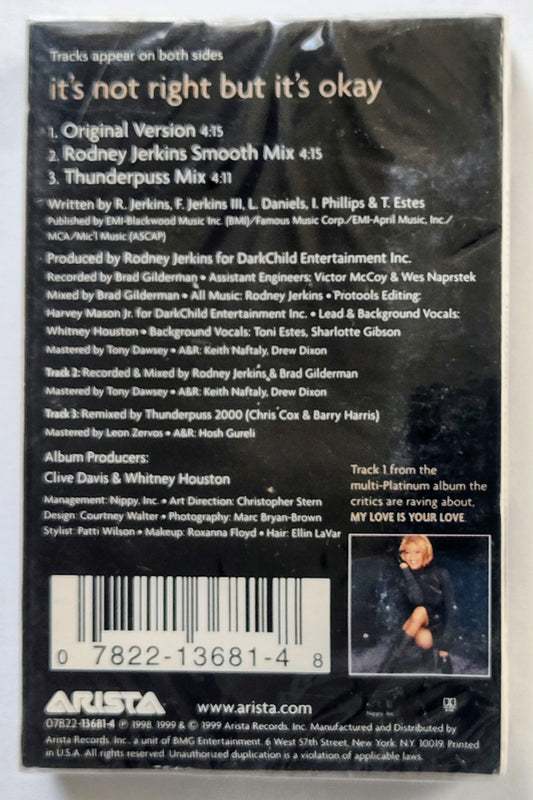 Tracks appear on both sides
it's not right but it's okay
1. Original Version 4:15
2. Rodney Jerkins Smooth Mix 4:15
3. Thunderpuss Mix 4:11
Written by R. Jerkins, F. Jerkins III, L. Daniels, I. Phillips & T. Estes
Published by EMI-Blackwood Music Inc. (BMI)/Famous Music Corp./EMI-April Music, Inc./
MCA/Mic'l Music (ASCAP)
Produced by Rodney Jerkins for DarkChild Entertainment Inc.
Recorded by Brad Gilderman • Assistant Engineers: Victor McCoy & Wes Naprstek
Mixed by Brad Gilderman • All Music: Rodney Jerkins • Protools Editing:
Harvey Mason Jr. for DarkChild Entertainment Inc. • Lead & Background Vocals:
Whitney Houston • Background Vocals: Toni Estes, Sharlotte Gibson
Mastered by Tony Dawsey • A&R: Keith Naftaly, Drew Dixon
Track 2: Recorded & Mixed by Rodney Jerkins & Brad Gilderman
Mastered by Tony Dawsey • A&R: Keith Naftaly, Drew Dixon
Track 3: Remixed by Thunderpuss 2000 (Chris Cox & Barry Harris)
Mastered by Leon Zervos • A&R: Hosh Gureli
Album Producers:
Clive Davis & Whitney Houston
Management: Nippy, Inc. • Art Direction: Christopher Stern
Design: Courtney Walter • Photography: Marc Bryan-Brown
Stylist: Patti Wilson • Makeup: Roxanna Floyd • Hair: Ellin LaVar
Track 1 from the
multi-Platinum album the
critics are raving about,
MY LOVE IS YOUR LOVE
0 7822-13681-4 8
ARISTA
www.arista.com
Nippy, Inc.
07822-13681-4 ℗ 1998, 1999 & © 1999 Arista Records, Inc. Manufactured and Distributed by
Arista Records, Inc., a unit of BMG Entertainment, 6 West 57th Street, New York, N.Y. 10019. Printed
in U.S.A. All rights reserved. Unauthorized duplication is a violation of applicable laws.